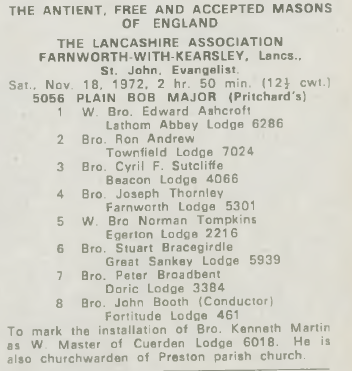 THE ANTIENT, FREE AND ACCEPTED MASONS
OF ENGLAND
THE LANCASHIRE ASSOCIATION
FARNWORTH-WITH-KEARSLEY, Lancs.,
St. John, Evangelist.
Sat., Nov. 18, 1972, 2 hr. 50 min. (12½ cwt.)
5056 PLAIN BOB MAJOR (Pritchard's)
1 W. Bro. Edward Ashcroft
Lathom Abbey Lodge 6286
2 Bro. Ron Andrew
Townfield Lodge 7024
3 Bro. Cyril F. Sutcliffe
Beacon Lodge 4066
4 Bro. Joseph Thornley
Farnworth Lodge 5301
5 W. Bro Norman Tompkins
Egerton Lodge 2216
6 Bro. Stuart Bracegirdle
Great Sankey Lodge 5939
7 Bro. Peter Broadbent
Doric Lodge 3384
8 Bro. John Booth (Conductor)
Fortitude Lodge 461
To mark the installation of Bro. Kenneth Martin
as W. Master of Cuerden Lodge 6018. He is
also churchwarden of Preston parish church.